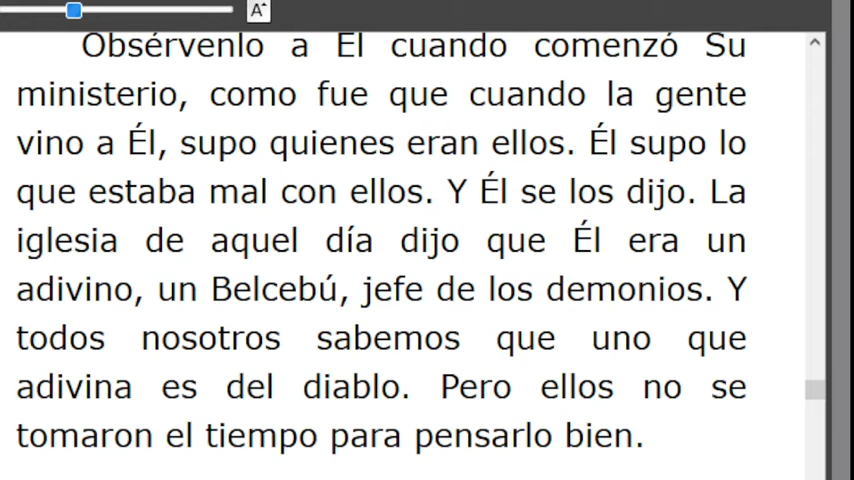 A
Obsérvenlo a Él cuando comenzó Su
ministerio, como fue que cuando la gente
vino a Él, supo quienes eran ellos. Él supo lo
que estaba mal con ellos. Y Él se los dijo. La
iglesia de aquel día dijo que Él era un
adivino, un Belcebú, jefe de los demonios. Y
todos nosotros sabemos que uno que
adivina es del diablo. Pero ellos no se
tomaron el tiempo para pensarlo bien.